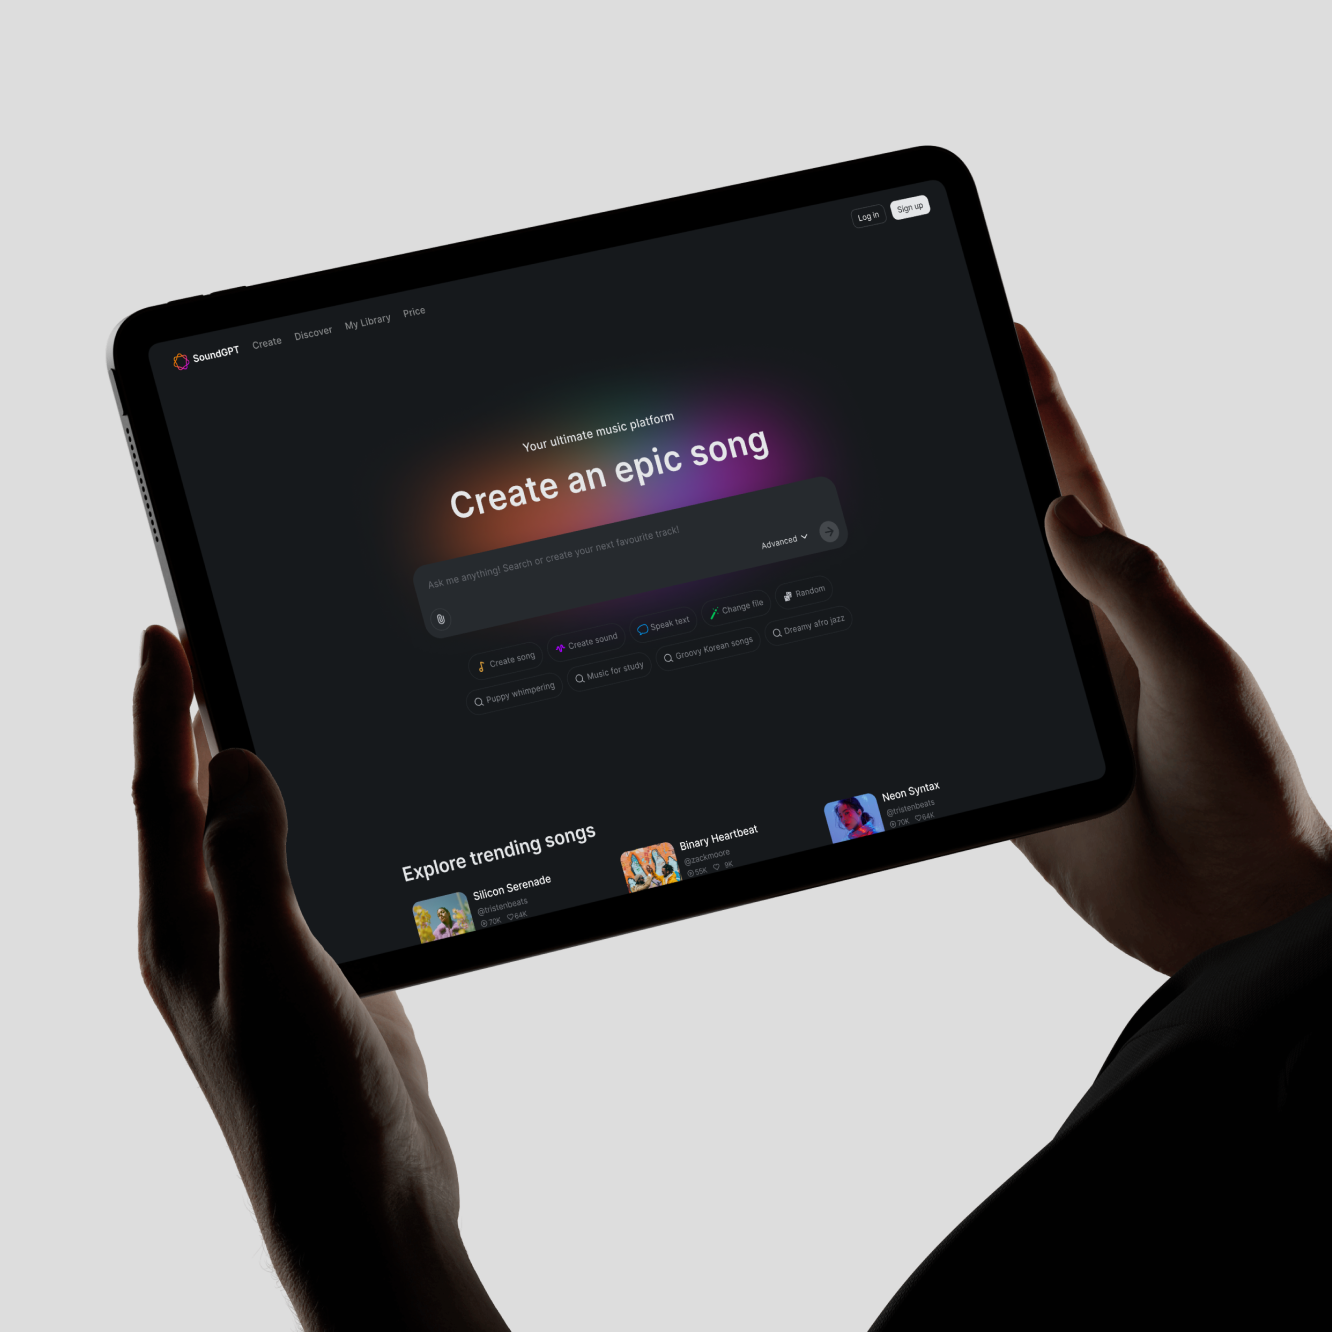 Log in
Sign up
SoundGPT
Create
Discover
My Library
Price
Your ultimate music platform
Create an epic song
Ask me anything! Search or create your next favourite track!
Advanced
Create song
Create sound
Speak text
Change file
Random
Puppy whimpering
Music for study
Groovy Korean songs
Dreamy afro jazz
Explore trending songs
Silicon Serenade
@tristenbeats
70K 64K
Binary Heartbeat
@zackmoore
55K 9K
Neon Syntax
@tristenbeats
70K 64K